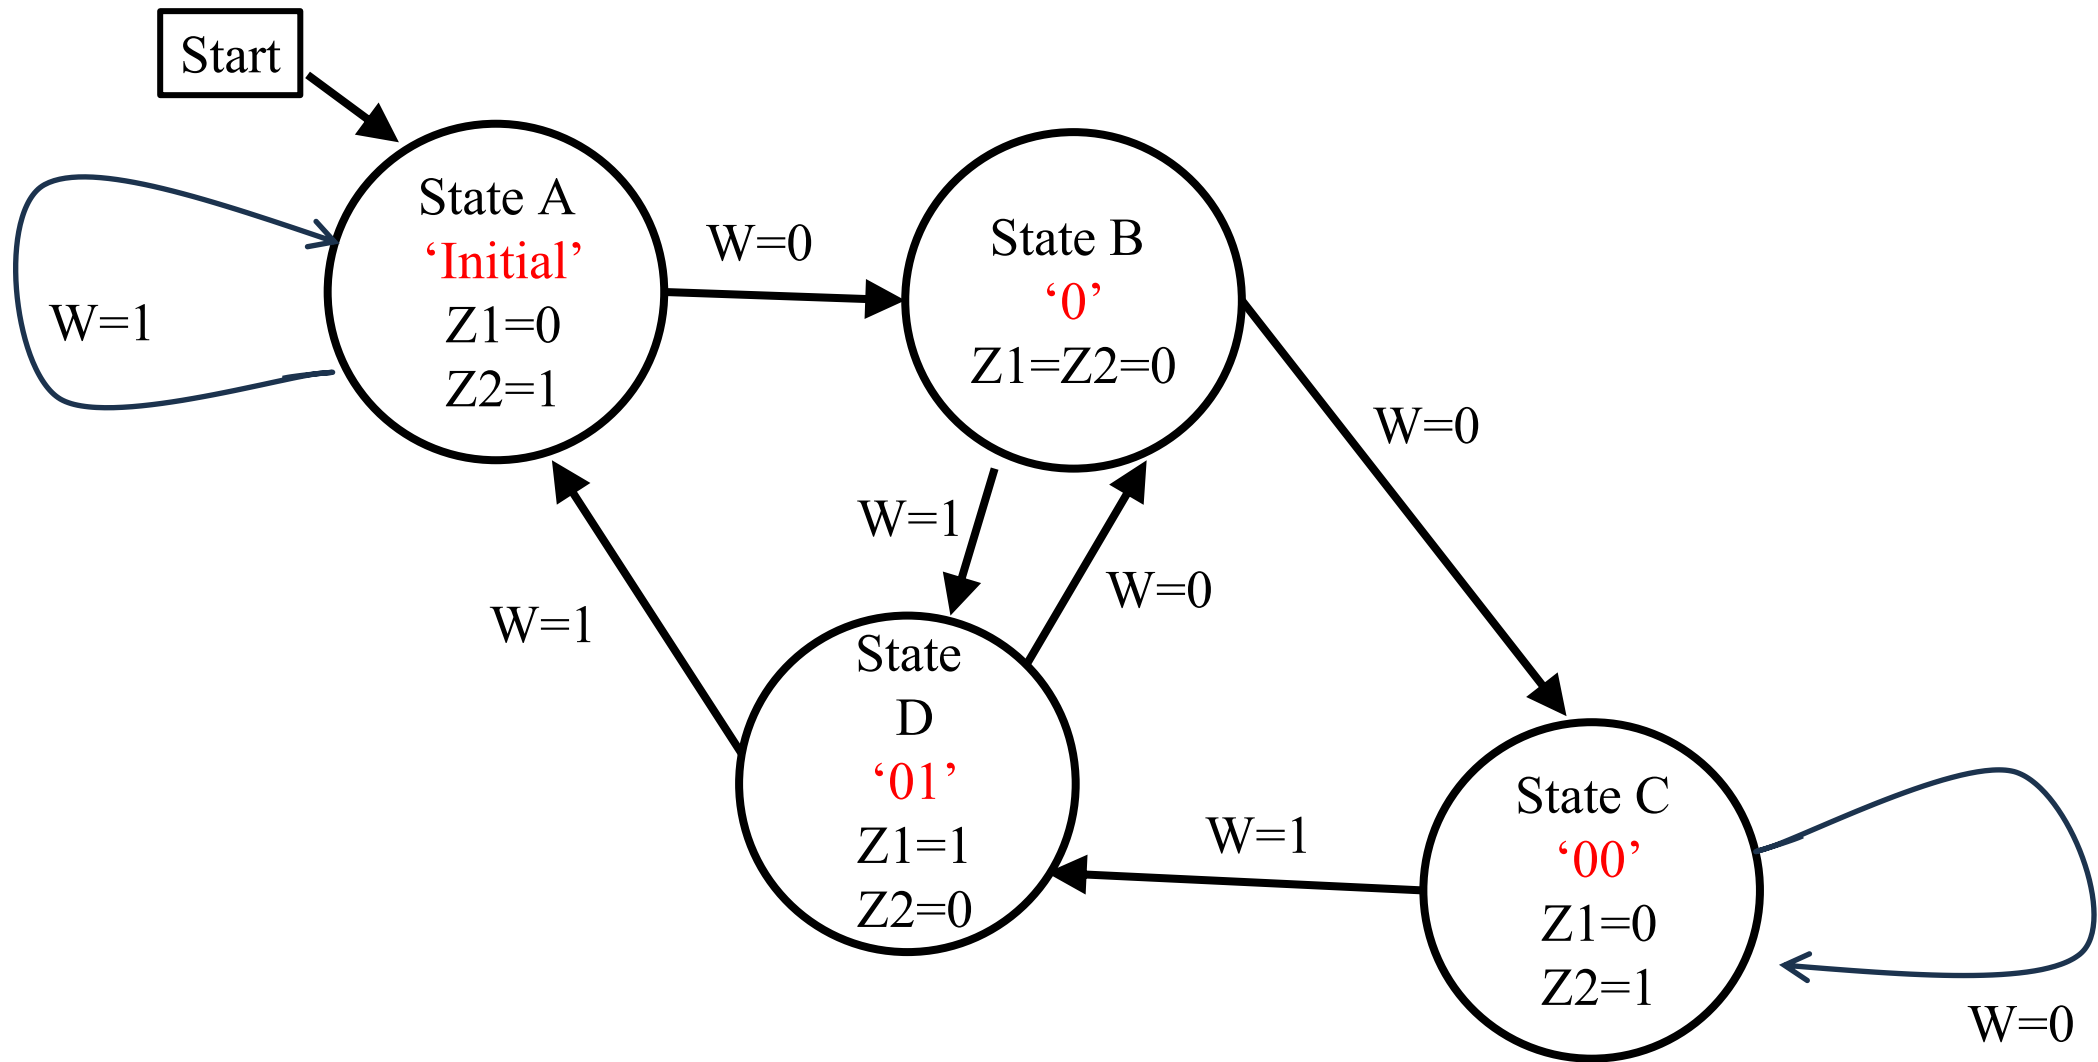 Start
State A
‘Initial’
Z1=0
Z2=1
W=1
W=0
State B
‘0’
Z1=Z2=0
W=0
W=1
W=0
W=1
State
D
‘01’
Z1=1
Z2=0
W=1
State C
‘00’
Z1=0
Z2=1
W=0